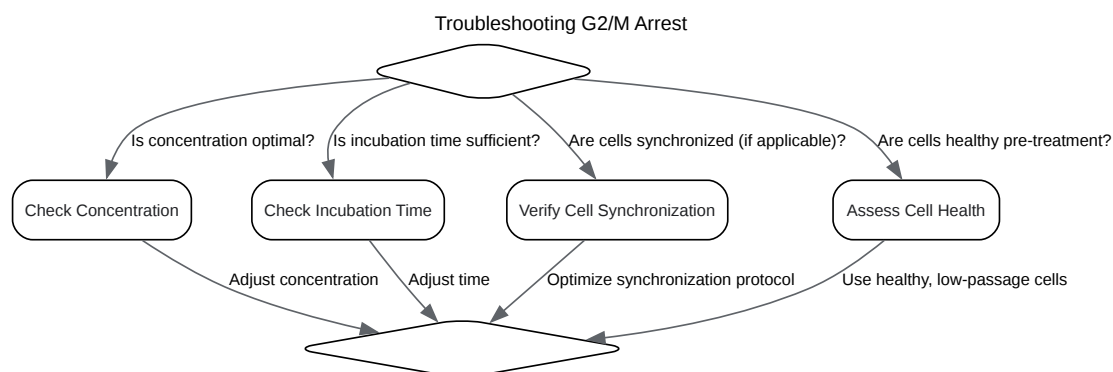 Troubleshooting G2/M Arrest
Is concentration optimal?
Is incubation time sufficient?
Are cells synchronized (if applicable)?
Are cells healthy pre-treatment?
Check Concentration
Check Incubation Time
Verify Cell Synchronization
Assess Cell Health
Adjust concentration
Adjust time
Optimize synchronization protocol
Use healthy, low-passage cells